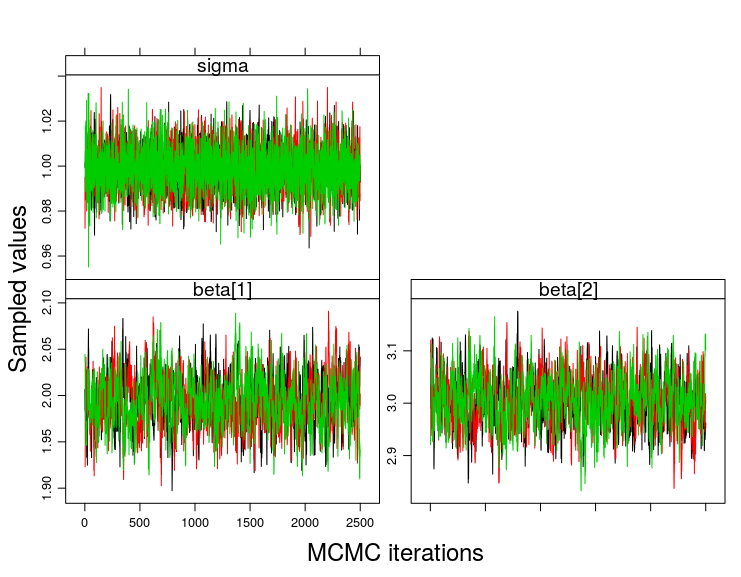 sigma
1.02
1.00
0.98
0.96
Sampled values
beta[1]
beta[2]
2.10
2.05
2.00
1.95
1.90
3.1
3.0
2.9
0 500 1000 1500 2000 2500
MCMC iterations